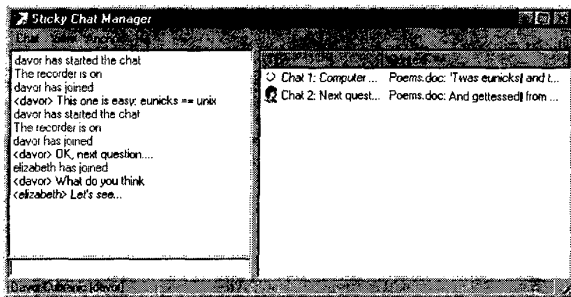 Sticky Chat Manager
Chat
davor has started the chat
The recorder is on
davor has joined
<davor> This one is easy: eunicks == unix
davor has started the chat
The recorder is on
davor has joined
<davor> OK, next question....
elizabeth has joined
<davor> What do you think
<elizabeth> Let's see...
Chat 1: Computer ... Poems.doc: 'Twas eunicks| and t...
Chat 2: Next quest... Poems.doc: And gettessed| from ...